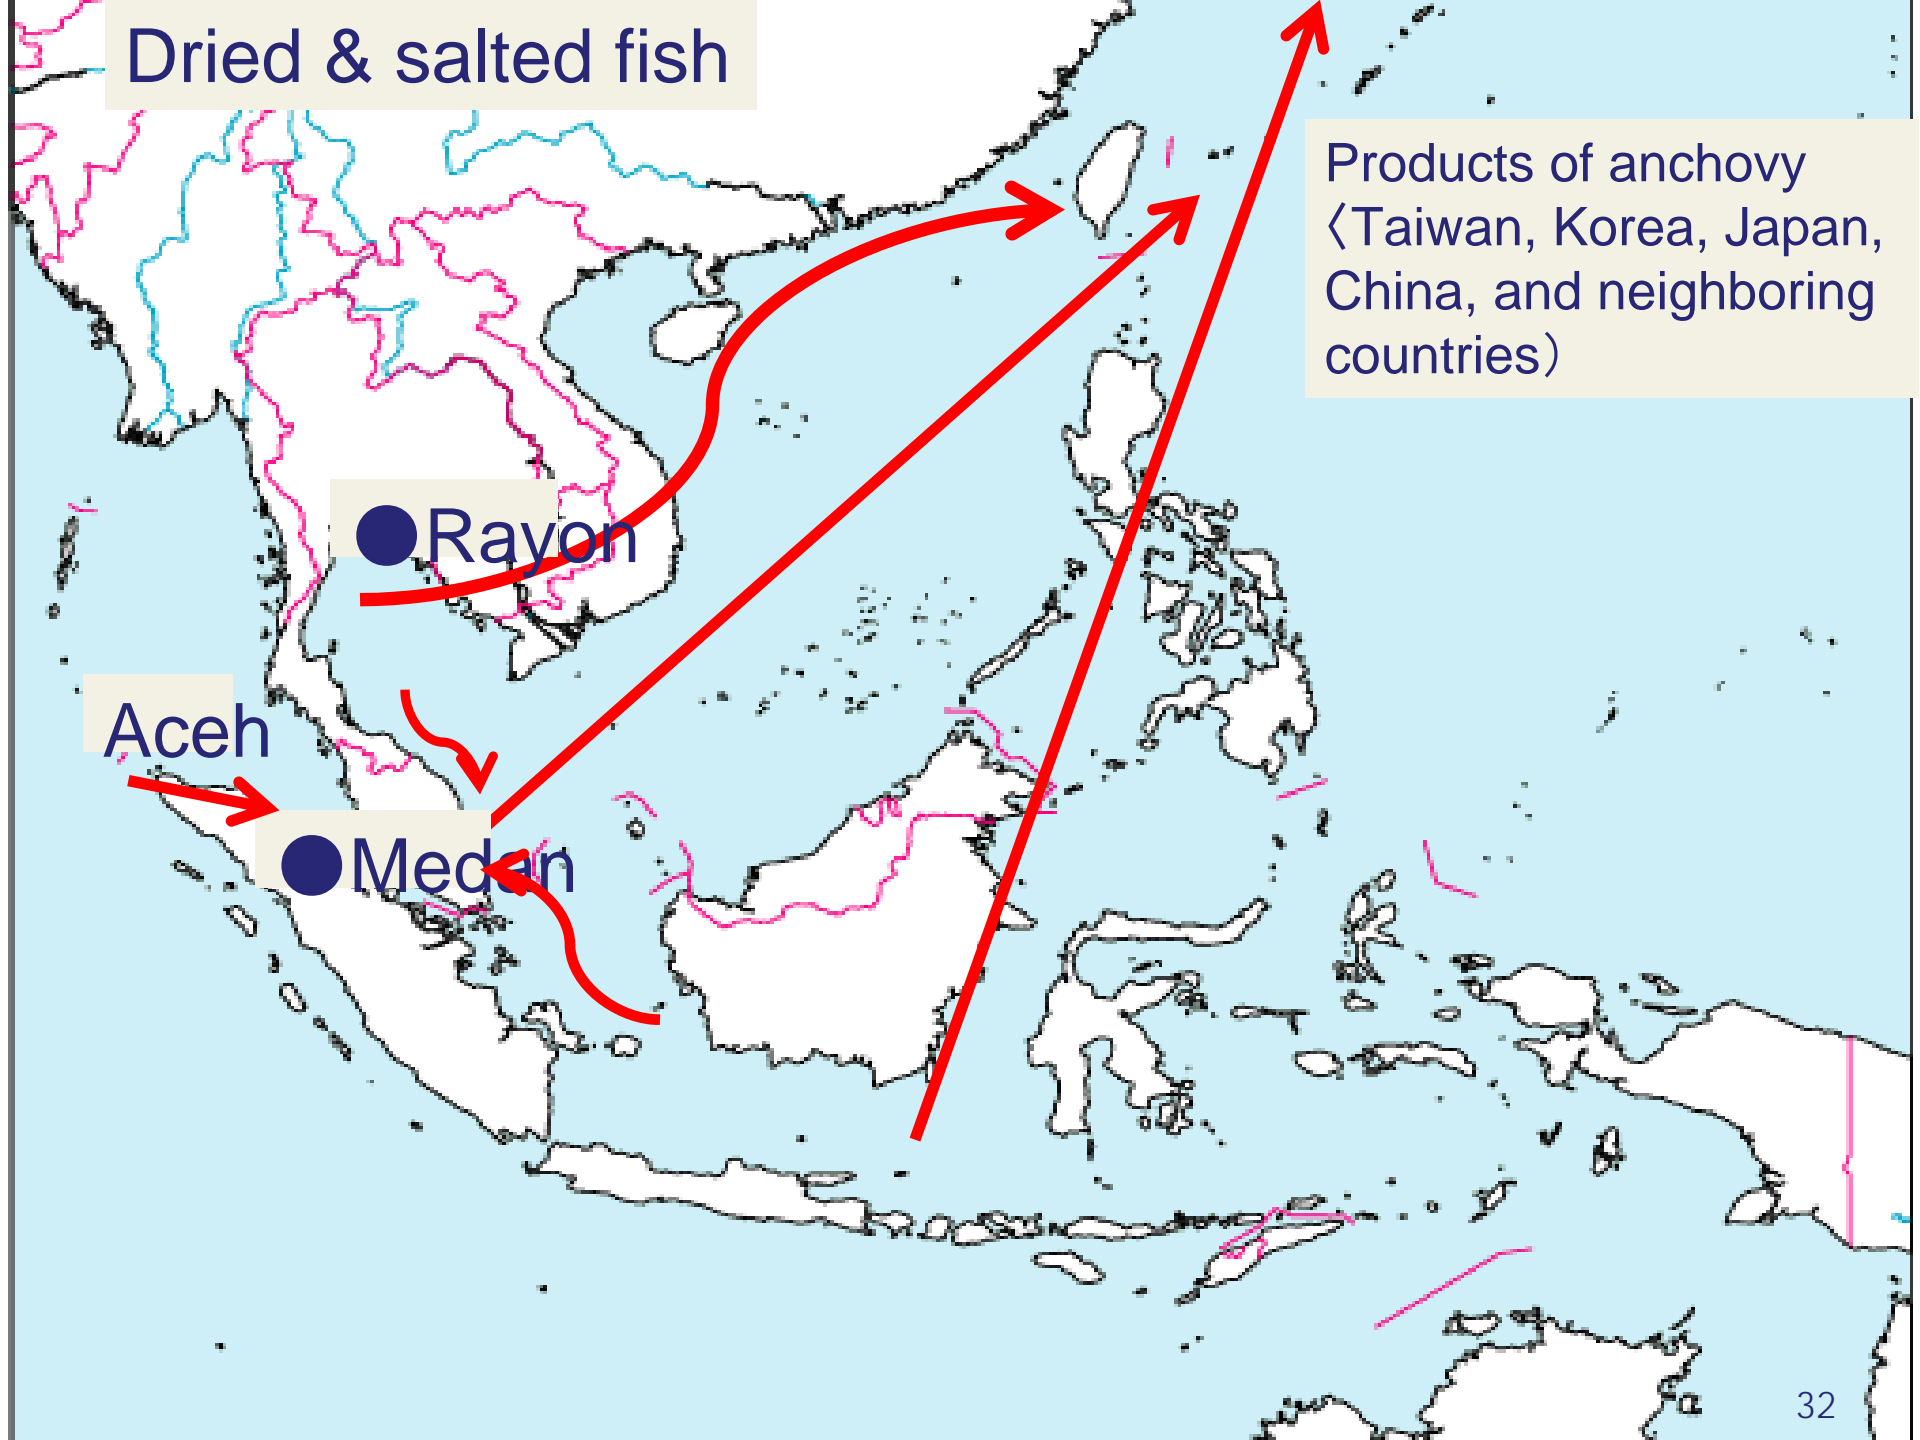 Dried & salted fish
Products of anchovy
〈Taiwan, Korea, Japan,
China, and neighboring
countries）
●Rayon
Aceh
●Medan
32